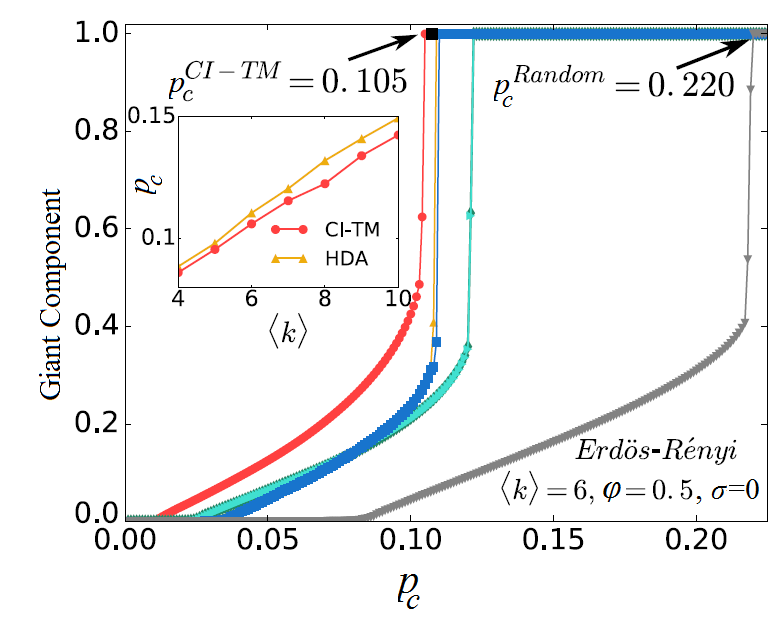 1.0
0.8
0.6
0.4
0.2
0.0
Giant Component
0.00 0.05 0.10 0.15 0.20
p_c
p_c^{CI-TM} = 0.105
p_c^{Random} = 0.220
0.15
0.1
p_c
4 6 8 10
⟨k⟩
CI-TM
HDA
Erdös-Rényi
⟨k⟩ = 6, φ = 0.5, σ=0